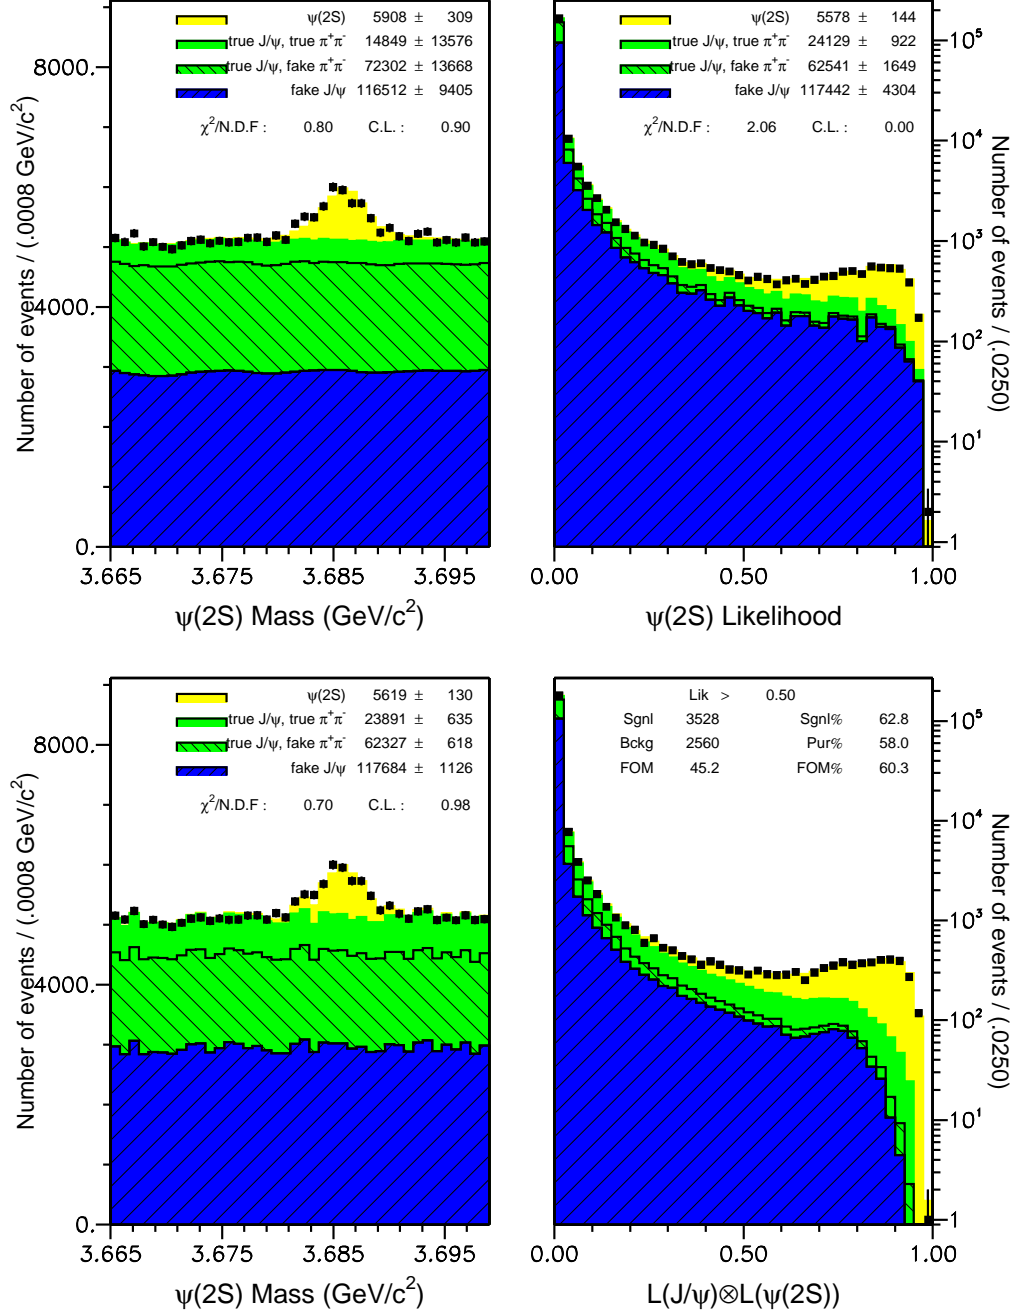 ψ(2S) 5908 ± 309
true J/ψ, true π⁺π⁻ 14849 ± 13576
true J/ψ, fake π⁺π⁻ 72302 ± 13668
fake J/ψ 116512 ± 9405
χ²/N.D.F : 0.80 C.L. : 0.90
8000.
4000.
0.
Number of events / (.0008 GeV/c²)
3.665 3.675 3.685 3.695
ψ(2S) Mass (GeV/c²)
ψ(2S) 5578 ± 144
true J/ψ, true π⁺π⁻ 24129 ± 922
true J/ψ, fake π⁺π⁻ 62541 ± 1649
fake J/ψ 117442 ± 4304
χ²/N.D.F : 2.06 C.L. : 0.00
10⁵
10⁴
10³
10²
10¹
1
Number of events / (.0250)
0.00 0.50 1.00
ψ(2S) Likelihood
ψ(2S) 5619 ± 130
true J/ψ, true π⁺π⁻ 23891 ± 635
true J/ψ, fake π⁺π⁻ 62327 ± 618
fake J/ψ 117684 ± 1126
χ²/N.D.F : 0.70 C.L. : 0.98
8000.
4000.
0.
Number of events / (.0008 GeV/c²)
3.665 3.675 3.685 3.695
ψ(2S) Mass (GeV/c²)
Lik > 0.50
Sgnl 3528 Sgnl% 62.8
Bckg 2560 Pur% 58.0
FOM 45.2 FOM% 60.3
10⁵
10⁴
10³
10²
10¹
1
Number of events / (.0250)
0.00 0.50 1.00
L(J/ψ)⊗L(ψ(2S))